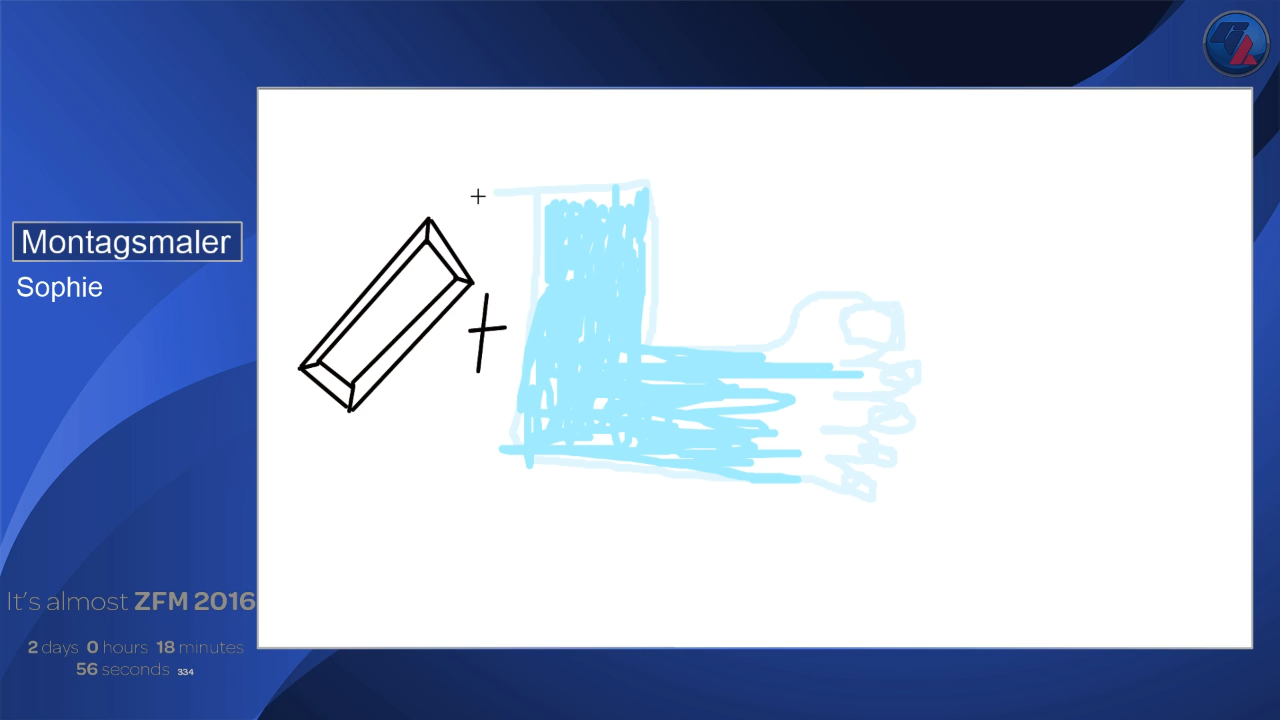 Montagsmaler
Sophie
It's almost ZFM 2016
2 days 0 hours 18 minutes
56 seconds 334